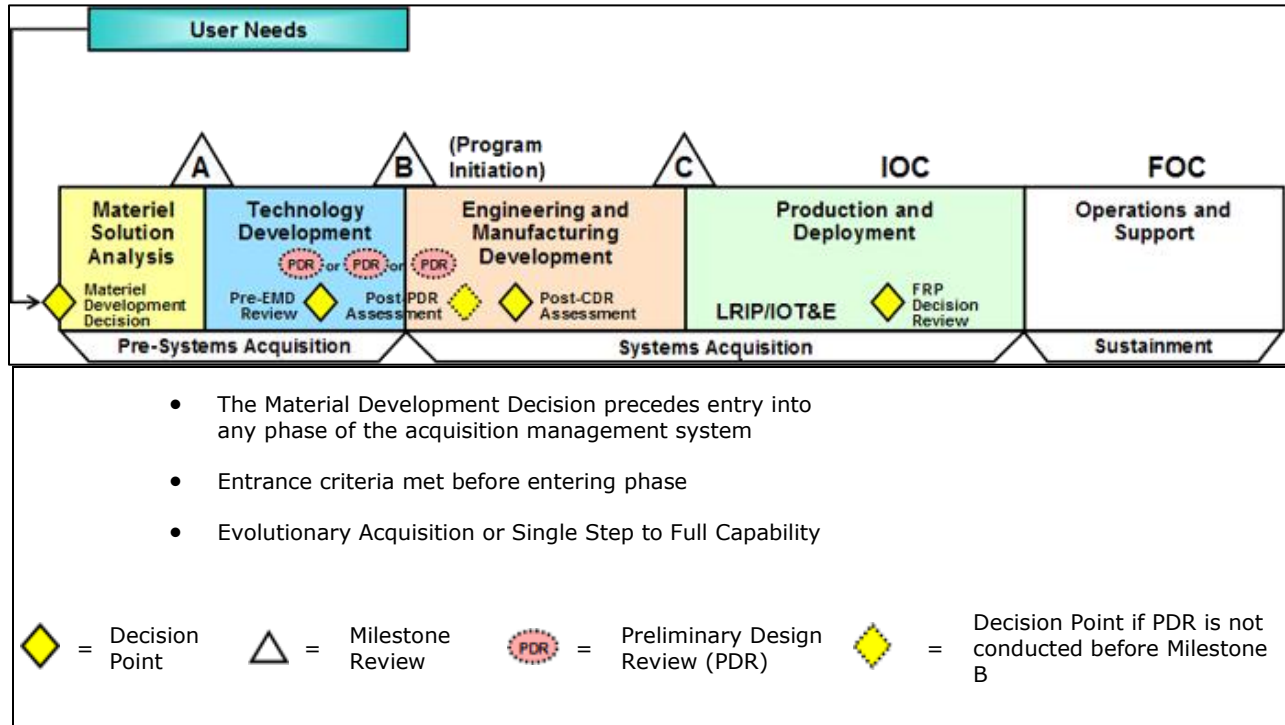 User Needs
A
B
(Program
Initiation)
C
IOC
FOC
Materiel
Solution
Analysis
Technology
Development
Engineering and
Manufacturing
Development
Production and
Deployment
Operations and
Support
PDR or PDR or PDR
Materiel
Development
Decision
Pre-EMD
Review
Post-PDR
Assessment
Post-CDR
Assessment
LRIP/IOT&E
FRP
Decision
Review
Pre-Systems Acquisition
Systems Acquisition
Sustainment
• The Material Development Decision precedes entry into
any phase of the acquisition management system
• Entrance criteria met before entering phase
• Evolutionary Acquisition or Single Step to Full Capability
= Decision
Point
= Milestone
Review
PDR = Preliminary Design
Review (PDR)
= Decision Point if PDR is not
conducted before Milestone
B